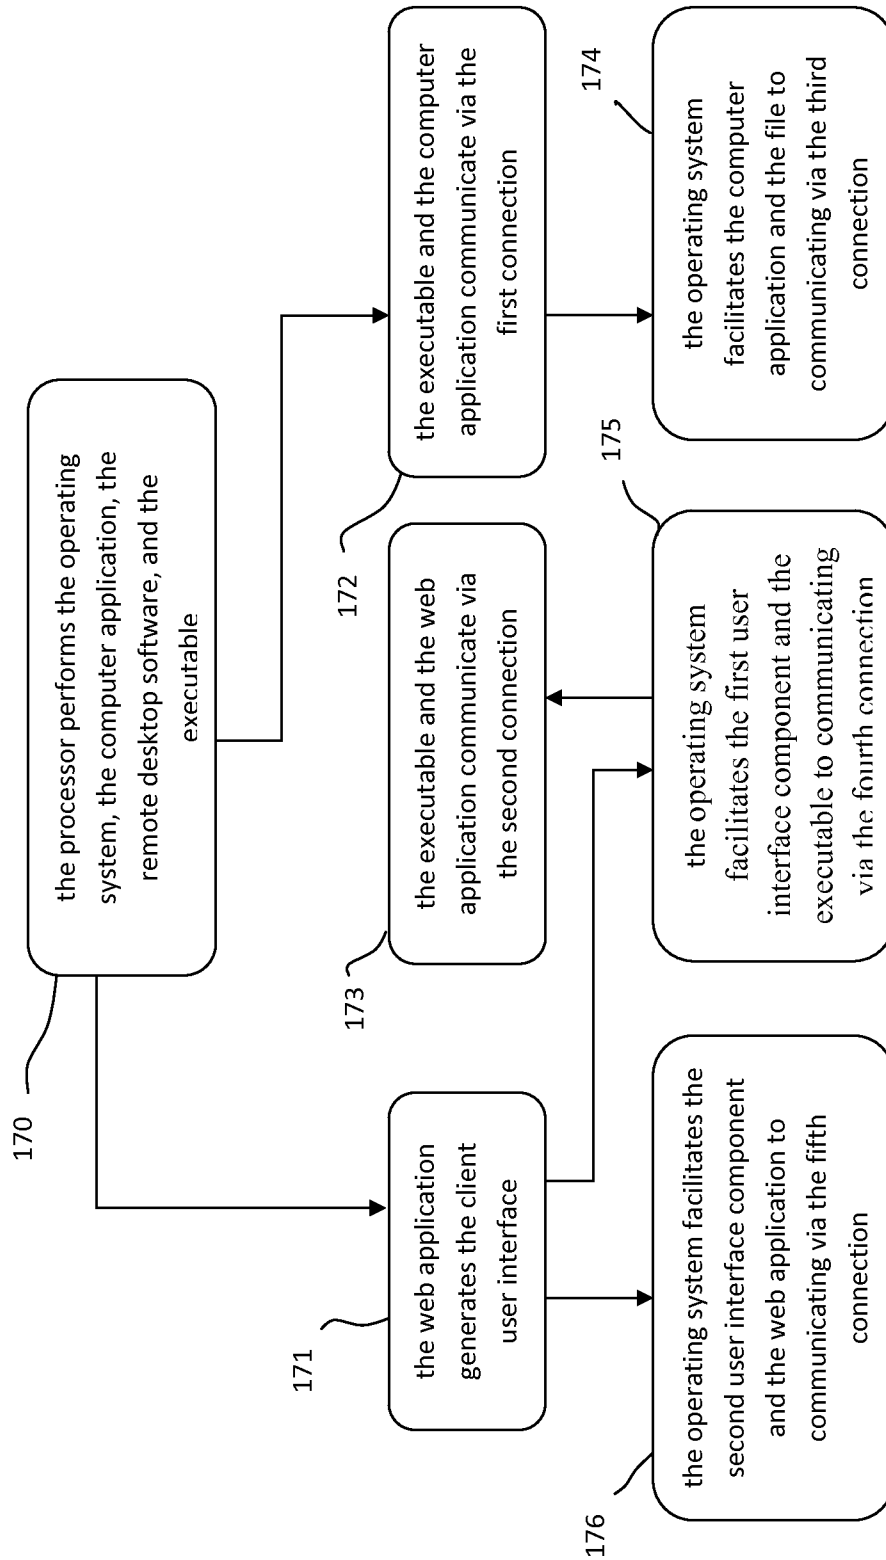 170
the processor performs the operating
system, the computer application, the
remote desktop software, and the
executable
171
the web application
generates the client
user interface
173
the executable and the web
application communicate via
the second connection
172
the executable and the computer
application communicate via the
first connection
176
the operating system facilitates the
second user interface component
and the web application to
communicating via the fifth
connection
175
the operating system
facilitates the first user
interface component and the
executable to communicating
via the fourth connection
174
the operating system
facilitates the computer
application and the file to
communicating via the third
connection